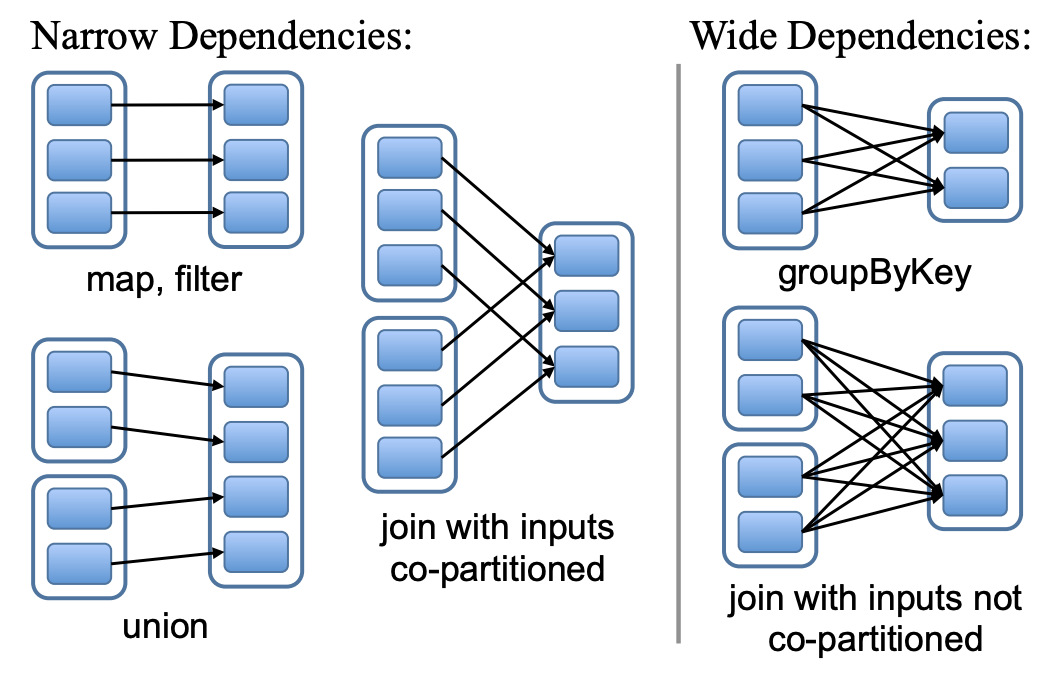 Narrow Dependencies:
Wide Dependencies:
map, filter
union
join with inputs
co-partitioned
groupByKey
join with inputs not
co-partitioned